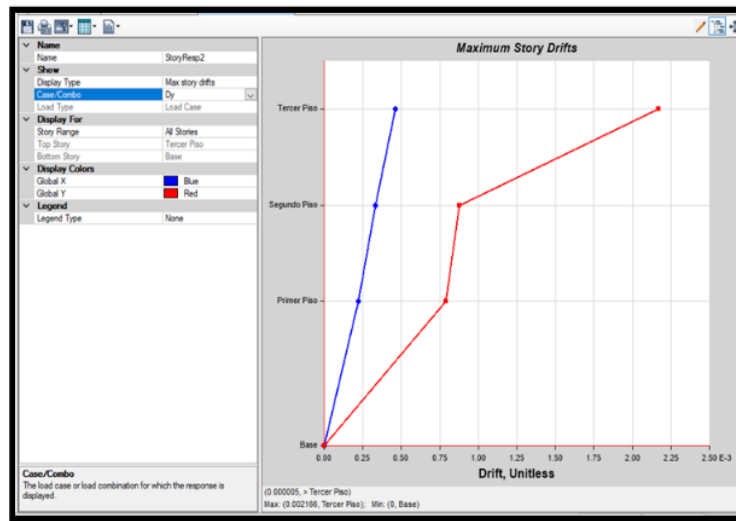 Name
Name StoryResp2
Show
Display Type Max story drifts
Case/Combo Dy
Load Type Load Case
Display For
Story Range All Stories
Top Story Tercer Piso
Bottom Story Base
Display Colors
Global X Blue
Global Y Red
Legend
Legend Type None
Case/Combo
The load case or load combination for which the response is
displayed.
Maximum Story Drifts
Tercer Piso
Segundo Piso
Primer Piso
Base
0.00 0.25 0.50 0.75 1.00 1.25 1.50 1.75 2.00 2.25 2.50 E-3
Drift, Unitless
(0.000005, > Tercer Piso)
Max: (0.002166, Tercer Piso); Min: (0, Base)